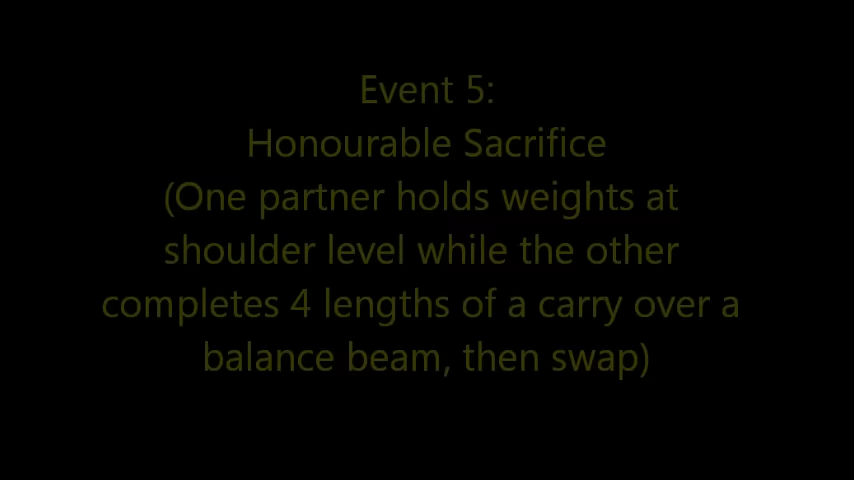 Event 5:
Honourable Sacrifice
(One partner holds weights at
shoulder level while the other
completes 4 lengths of a carry over a
balance beam, then swap)